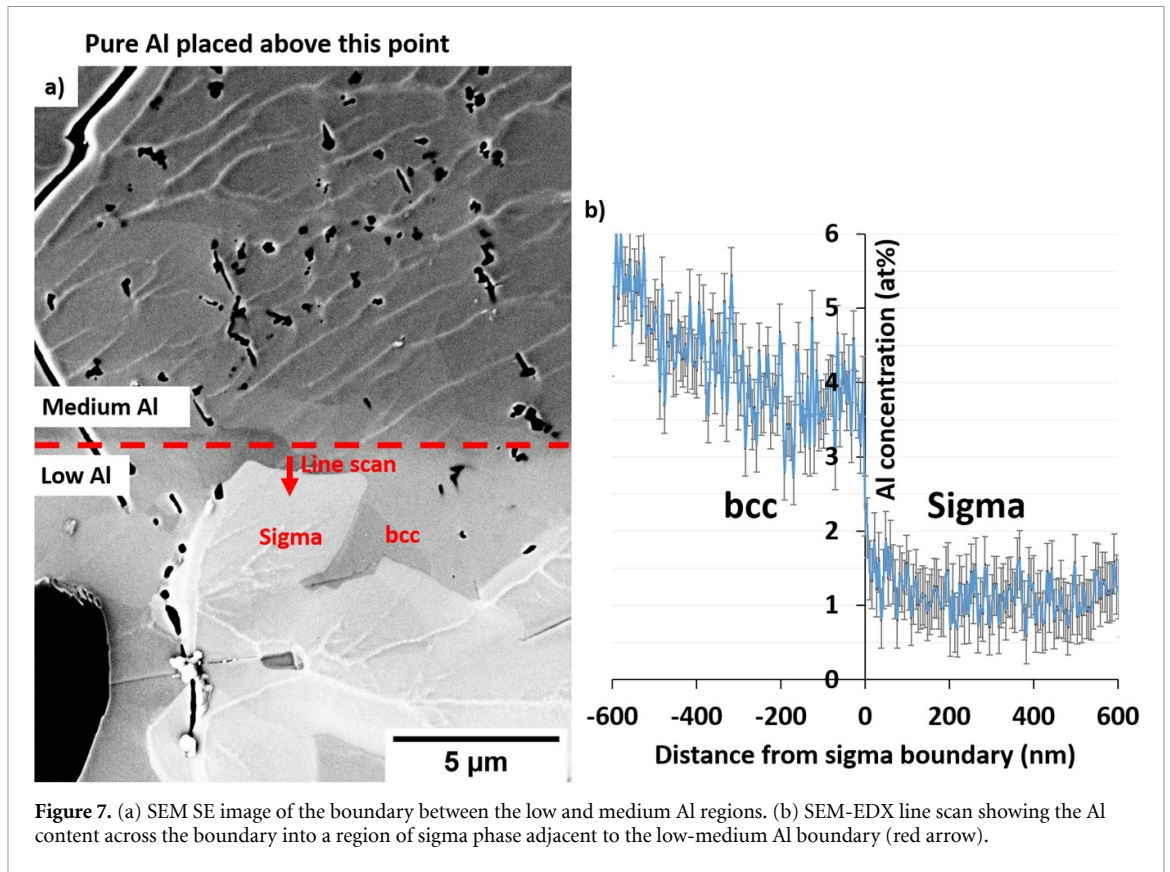 Pure Al placed above this point
a)
Medium Al
Low Al
Line scan
Sigma
bcc
5 μm
b)
6
5
4
3
2
1
0
Al concentration (at%)
bcc
Sigma
-600
-400
-200
0
200
400
600
Distance from sigma boundary (nm)
Figure 7. (a) SEM SE image of the boundary between the low and medium Al regions. (b) SEM-EDX line scan showing the Al
content across the boundary into a region of sigma phase adjacent to the low-medium Al boundary (red arrow).